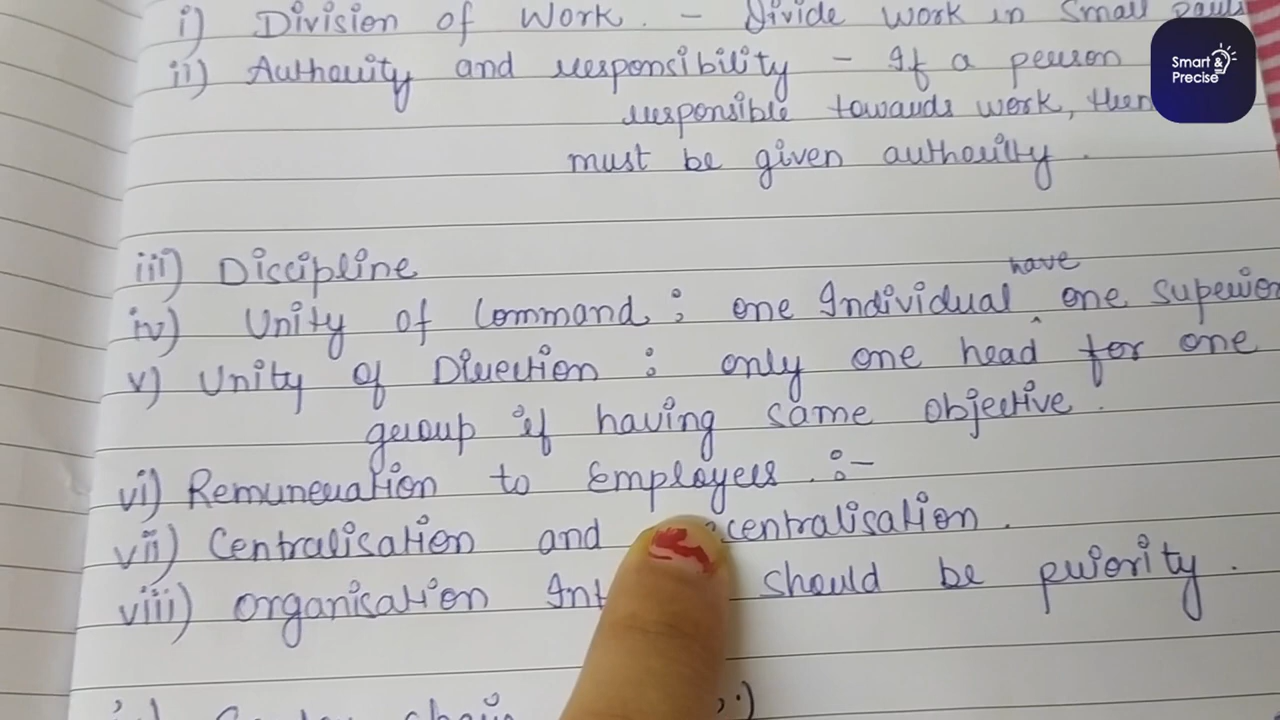 i) Division of Work. - Divide work in small
ii) Authority and responsibility - If a person
responsible towards work, then
must be given authority.
iii) Discipline
have
iv) Unity of Command : one Individual ^ one superior
v) Unity of Direction : only one head for one
group if having same objective.
vi) Remuneration to Employees. :-
vii) Centralisation and centralisation.
viii) organisation Int should be priority.
chain
Smart &
Precise